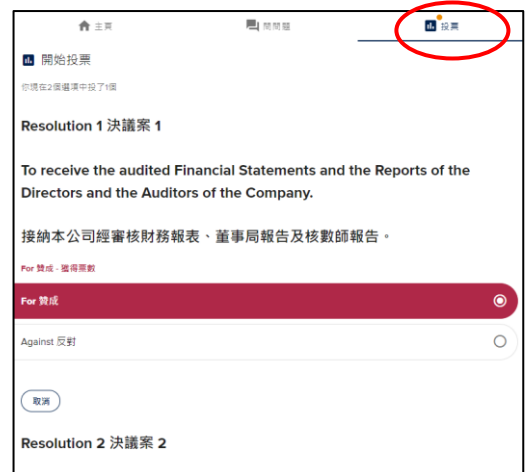 主頁
問問題
投票
開始投票
你現在2個選項中投了1個
Resolution 1 決議案 1
To receive the audited Financial Statements and the Reports of the
Directors and the Auditors of the Company.
接納本公司經審核財務報表、董事局報告及核數師報告。
For 贊成 - 獲得票數
For 贊成
Against 反對
取消
Resolution 2 決議案 2